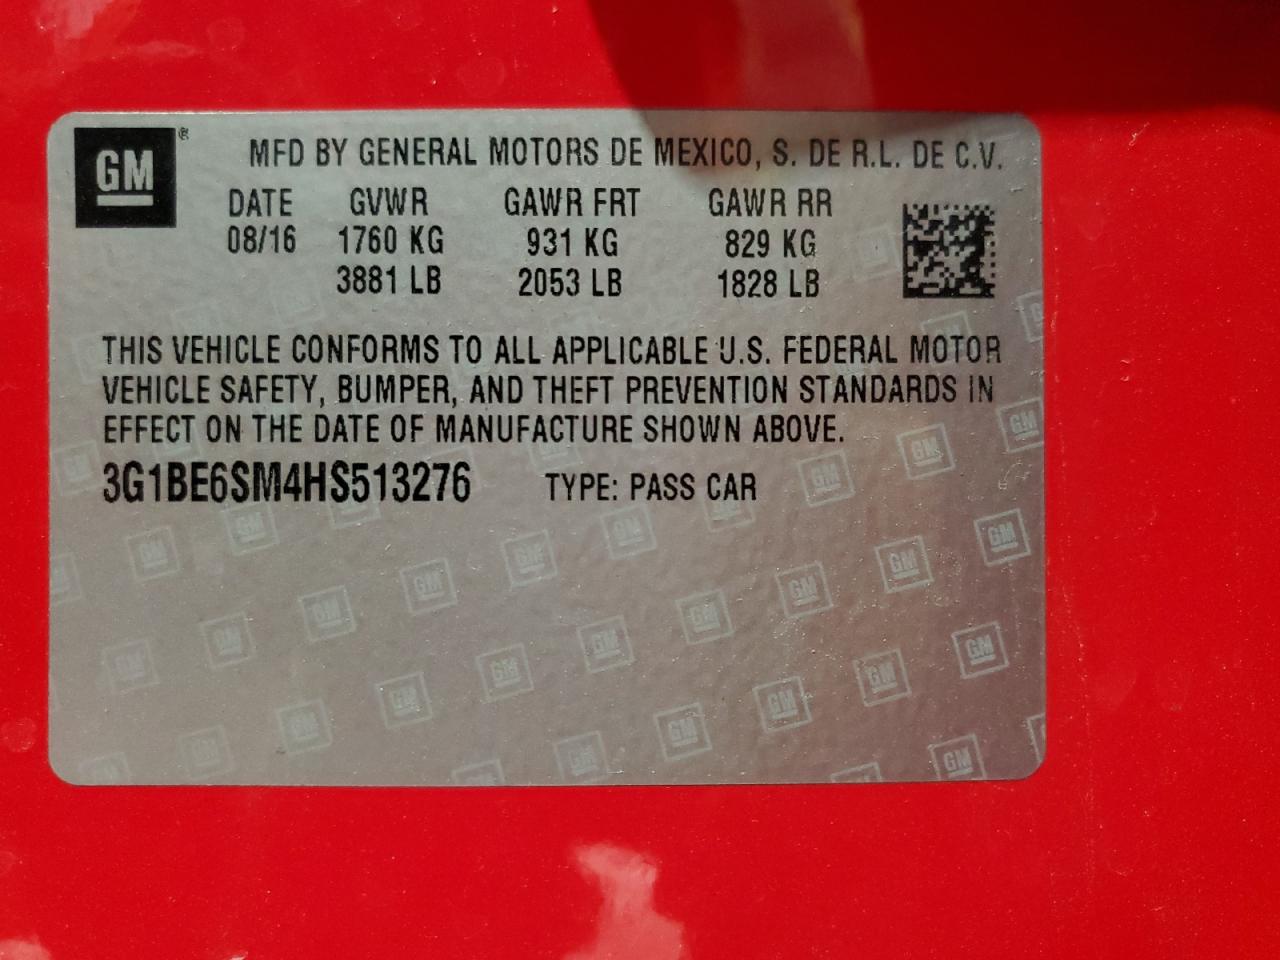 GM®
MFD BY GENERAL MOTORS DE MEXICO, S. DE R.L. DE C.V.
DATE GVWR GAWR FRT GAWR RR
08/16 1760 KG 931 KG 829 KG
3881 LB 2053 LB 1828 LB
THIS VEHICLE CONFORMS TO ALL APPLICABLE U.S. FEDERAL MOTOR
VEHICLE SAFETY, BUMPER, AND THEFT PREVENTION STANDARDS IN
EFFECT ON THE DATE OF MANUFACTURE SHOWN ABOVE.
3G1BE6SM4HS513276 TYPE: PASS CAR